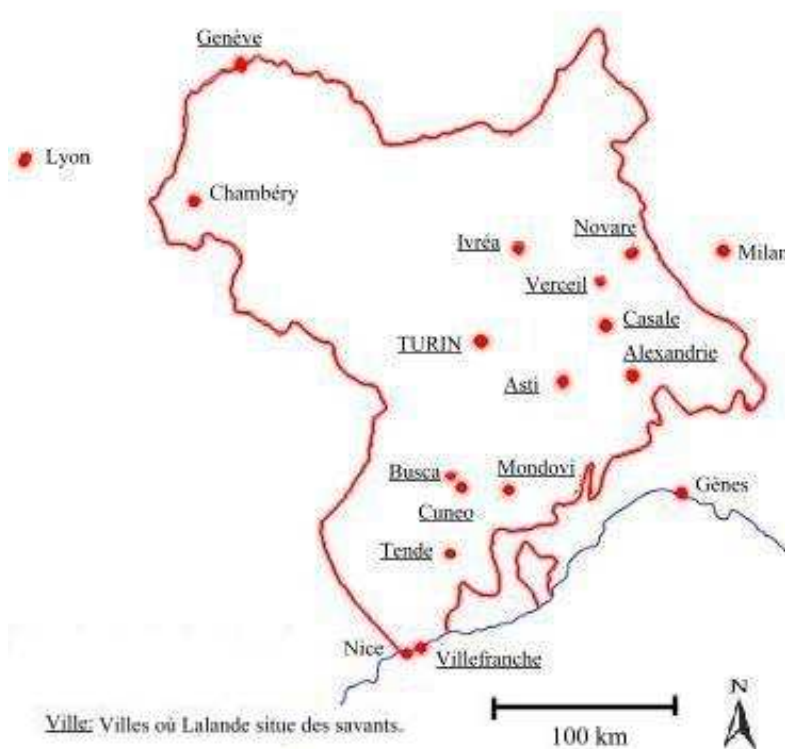 Genève
Lyon
Chambéry
Ivréa
Novare
Milan
Verceil
Casale
TURIN
Alexandrie
Asti
Busca
Mondovi
Gènes
Cuneo
Tende
Nice
Villefranche
N
Ville: Villes où Lalande situe des savants.
100 km